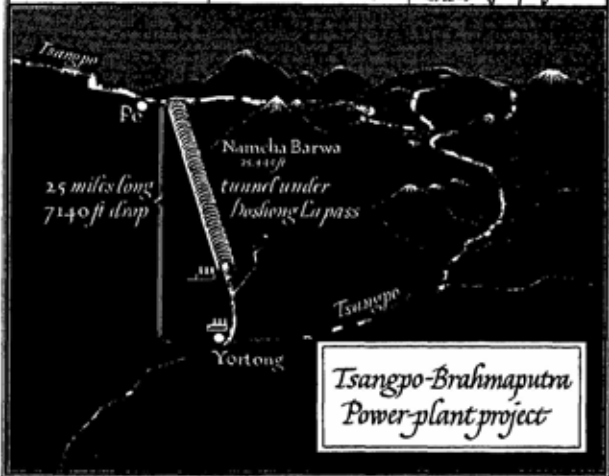 Tsangpo
Pe
Namcha Barwa
25 miles long
7140 ft drop
tunnel under
Doshong La pass
Tsangpo
Yortong
Tsangpo-Brahmaputra
Power-plant project